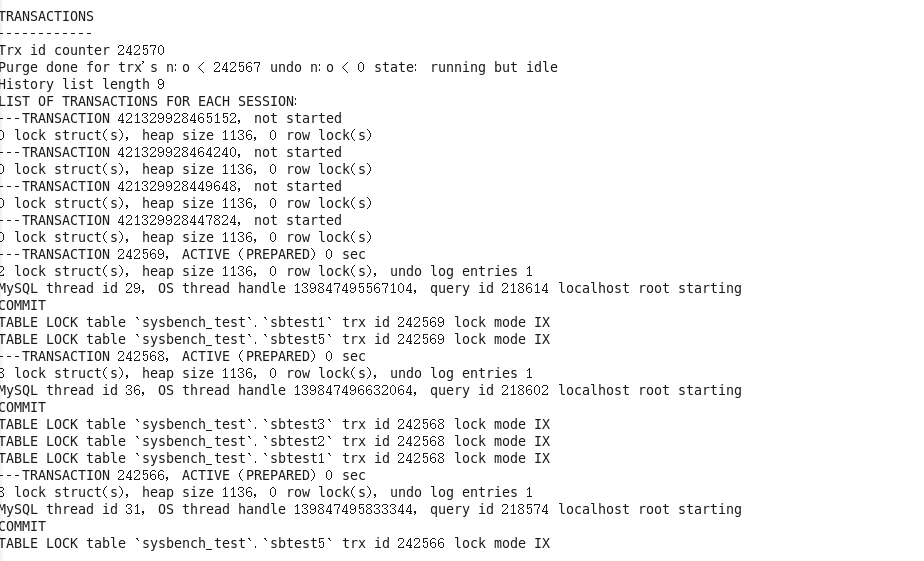 TRANSACTIONS
------------
Trx id counter 242570
Purge done for trx's n:o < 242567 undo n:o < 0 state: running but idle
History list length 9
LIST OF TRANSACTIONS FOR EACH SESSION:
---TRANSACTION 421329928465152, not started
0 lock struct(s), heap size 1136, 0 row lock(s)
---TRANSACTION 421329928464240, not started
0 lock struct(s), heap size 1136, 0 row lock(s)
---TRANSACTION 421329928449648, not started
0 lock struct(s), heap size 1136, 0 row lock(s)
---TRANSACTION 421329928447824, not started
0 lock struct(s), heap size 1136, 0 row lock(s)
---TRANSACTION 242569, ACTIVE (PREPARED) 0 sec
2 lock struct(s), heap size 1136, 0 row lock(s), undo log entries 1
MySQL thread id 29, OS thread handle 139847495567104, query id 218614 localhost root starting
COMMIT
TABLE LOCK table `sysbench_test`.`sbtest1` trx id 242569 lock mode IX
TABLE LOCK table `sysbench_test`.`sbtest5` trx id 242569 lock mode IX
---TRANSACTION 242568, ACTIVE (PREPARED) 0 sec
3 lock struct(s), heap size 1136, 0 row lock(s), undo log entries 1
MySQL thread id 36, OS thread handle 139847496632064, query id 218602 localhost root starting
COMMIT
TABLE LOCK table `sysbench_test`.`sbtest3` trx id 242568 lock mode IX
TABLE LOCK table `sysbench_test`.`sbtest2` trx id 242568 lock mode IX
TABLE LOCK table `sysbench_test`.`sbtest1` trx id 242568 lock mode IX
---TRANSACTION 242566, ACTIVE (PREPARED) 0 sec
3 lock struct(s), heap size 1136, 0 row lock(s), undo log entries 1
MySQL thread id 31, OS thread handle 139847495833344, query id 218574 localhost root starting
COMMIT
TABLE LOCK table `sysbench_test`.`sbtest5` trx id 242566 lock mode IX